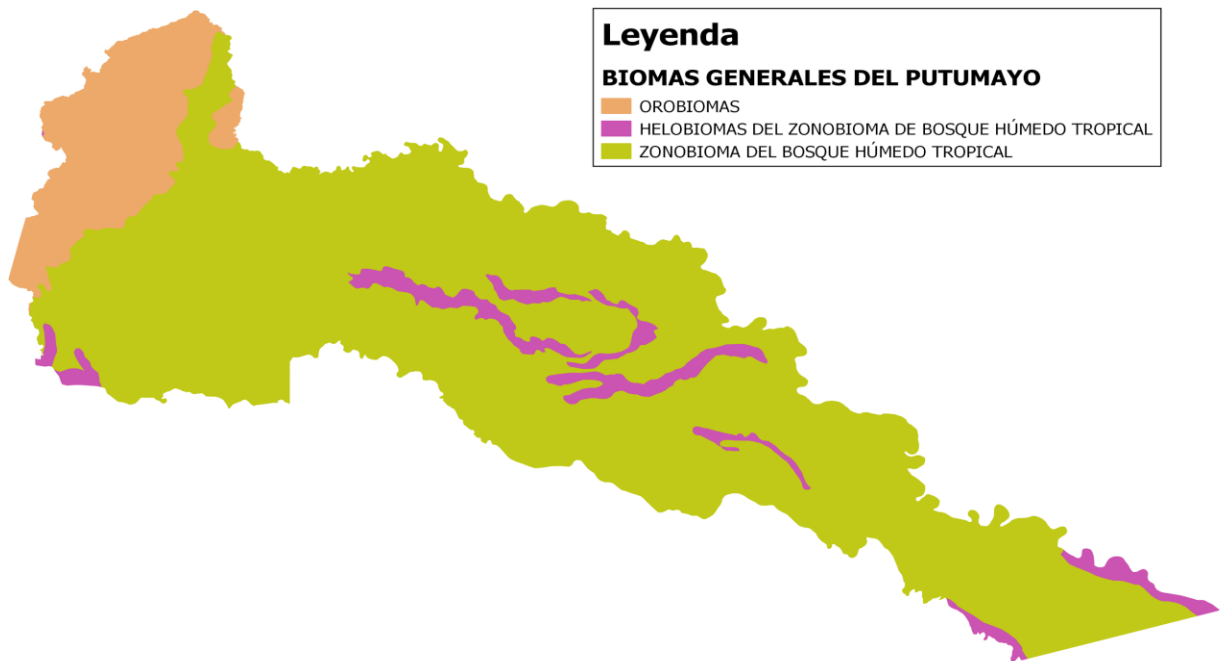 Leyenda
BIOMAS GENERALES DEL PUTUMAYO
OROBIOMAS
HELOBIOMAS DEL ZONOBIOMA DE BOSQUE HÚMEDO TROPICAL
ZONOBIOMA DEL BOSQUE HÚMEDO TROPICAL